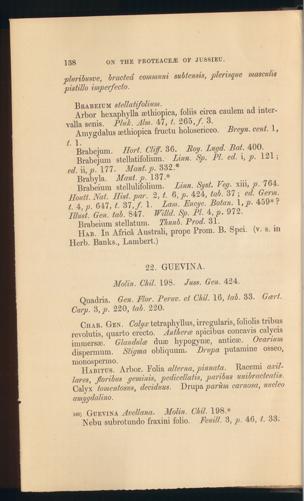 138 ON THE PROTEACEÆ OF JUSSIEU.
pluribusve, bracteâ communi subtensis, plerisque masculis
pistillo imperfecto.
BRABEIUM stellatifolium.
Arbor hexaphylla æthiopica, foliis circa caulem ad inter-
valla senis. Pluk. Alm. 47, t. 265, f. 3.
Amygdalus æthiopica fructu holosericeo. Breyn. cent. 1,
t. 1.
Brabejum. Hort. Cliff. 36. Roy. Lugd. Bat. 400.
Brabejum stellatifolium. Linn. Sp. Pl. ed. i, p. 121;
ed. ii, p. 177. Mant. p. 332.*
Brabyla. Mant. p. 137.*
Brabeium stellulifolium. Linn. Syst. Veg. xiii, p. 764.
Houtt. Nat. Hist. par. 2, t. 6, p. 424, tab. 37; ed. Germ.
t. 4, p. 647, t. 37, f. 1. Lam. Encyc. Botan. 1, p. 459*?
Illust. Gen. tab. 847. Willd. Sp. Pl. 4, p. 972.
Brabeium stellatum. Thunb. Prod. 31.
HAB. In Africâ Australi, prope Prom. B. Spei. (v. s. in
Herb. Banks., Lambert.)
22. GUEVINA.
Molin. Chil. 198. Juss. Gen. 424.
Quadria. Gen. Flor. Peruv. et Chil. 16, tab. 33. Gært.
Carp. 3, p. 220, tab. 220.
CHAR. GEN. Calyx tetraphyllus, irregularis, foliolis tribus
revolutis, quarto erecto. Antheræ apicibus concavis calycis
immersæ. Glandulæ duæ hypogynæ, anticæ. Ovarium
dispermum. Stigma obliquum. Drupa putamine osseo,
monospermo.
HABITUS. Arbor. Folia alterna, pinnata. Racemi axil-
lares, floribus geminis, pedicellatis, paribus unibracteatis.
Calyx tomentosus, deciduus. Drupa parùm carnosa, nucleo
amygdalino.
GUEVINA Avellana. Molin. Chil. 198.*
Nebu subrotundo fraxini folio. Feuill. 3, p. 46, t. 33.